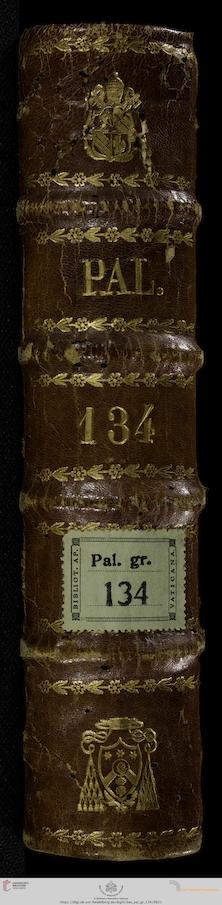 PAL.
134
BIBLIOT. AP.
Pal. gr.
134
VATICANA